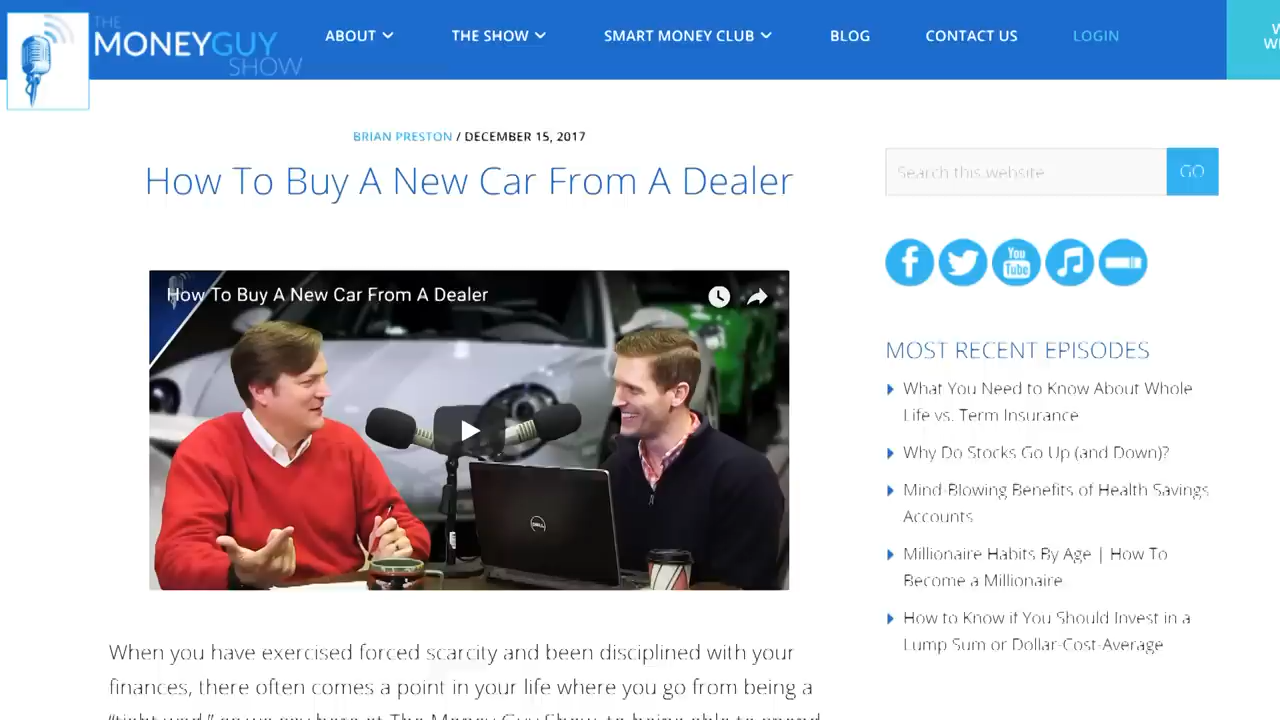 THE
MONEYGUY
SHOW
ABOUT
THE SHOW
SMART MONEY CLUB
BLOG
CONTACT US
LOGIN
BRIAN PRESTON / DECEMBER 15, 2017
How To Buy A New Car From A Dealer
Search this website
GO
How To Buy A New Car From A Dealer
DELL
You
Tube
MOST RECENT EPISODES
What You Need to Know About Whole
Life vs. Term Insurance
Why Do Stocks Go Up (and Down)?
Mind-Blowing Benefits of Health Savings
Accounts
Millionaire Habits By Age | How To
Become a Millionaire
How to Know if You Should Invest in a
Lump Sum or Dollar-Cost-Average
When you have exercised forced scarcity and been disciplined with your
finances, there often comes a point in your life where you go from being a